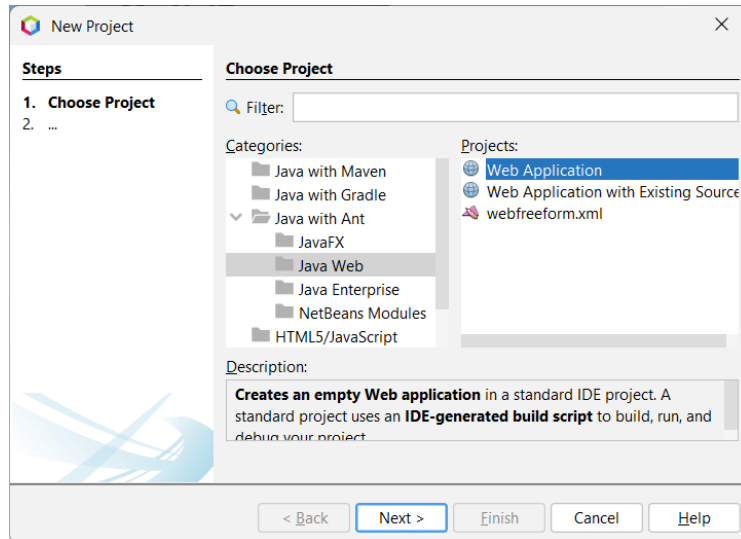 New Project
Steps
1. Choose Project
2. ...
Choose Project
Filter:
Categories:
Java with Maven
Java with Gradle
Java with Ant
JavaFX
Java Web
Java Enterprise
NetBeans Modules
HTML5/JavaScript
Projects:
Web Application
Web Application with Existing Source
webfreeform.xml
Description:
Creates an empty Web application in a standard IDE project. A
standard project uses an IDE-generated build script to build, run, and
debug your project
< Back
Next >
Finish
Cancel
Help